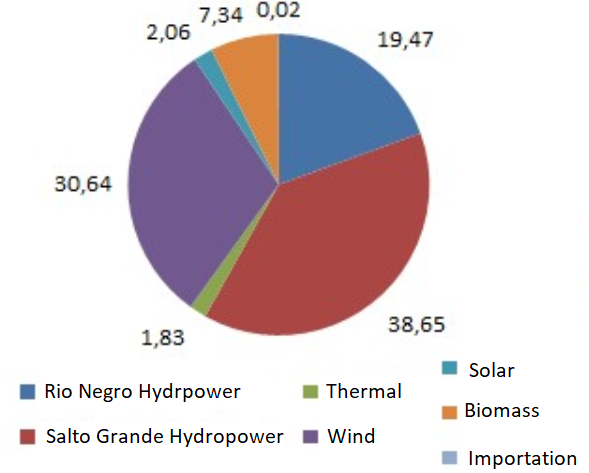 7,34 0,02
2,06
19,47
30,64
38,65
1,83
Rio Negro Hydrpower
Salto Grande Hydropower
Thermal
Wind
Solar
Biomass
Importation